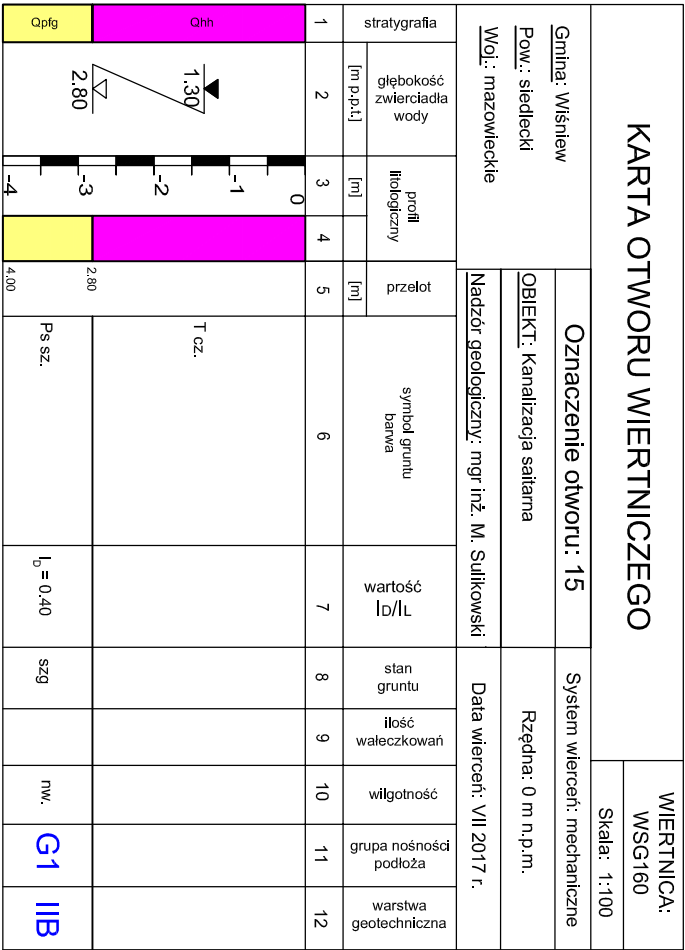 KARTA OTWORU WIERTNICZEGO
WIERTNICA:
WSG160
Skala: 1:100
Gmina: Wiśniew
Pow.: siedlecki
Woj.: mazowieckie
Oznaczenie otworu: 15
OBIEKT: Kanalizacja saitarna
Nadzór geologiczny: mgr inż. M. Sulikowski
System wierceń: mechaniczne
Rzędna: 0 m n.p.m.
Data wierceń: VII 2017 r.
stratygrafia
głębokość
zwierciadła
wody
[m p.p.t.]
profil
litologiczny
[m]
przelot
[m]
symbol gruntu
barwa
wartość
ID/IL
stan
gruntu
ilość
wałeczkowań
wilgotność
grupa nośności
podłoża
warstwa
geotechniczna
1 2 3 4 5 6 7 8 9 10 11 12
Qhh
1.30
0
-1
-2
-3
-4
2.80
T cz.
2.80
Qpfg
4.00
Ps sz.
ID = 0.40
szg
nw.
G1
IIB